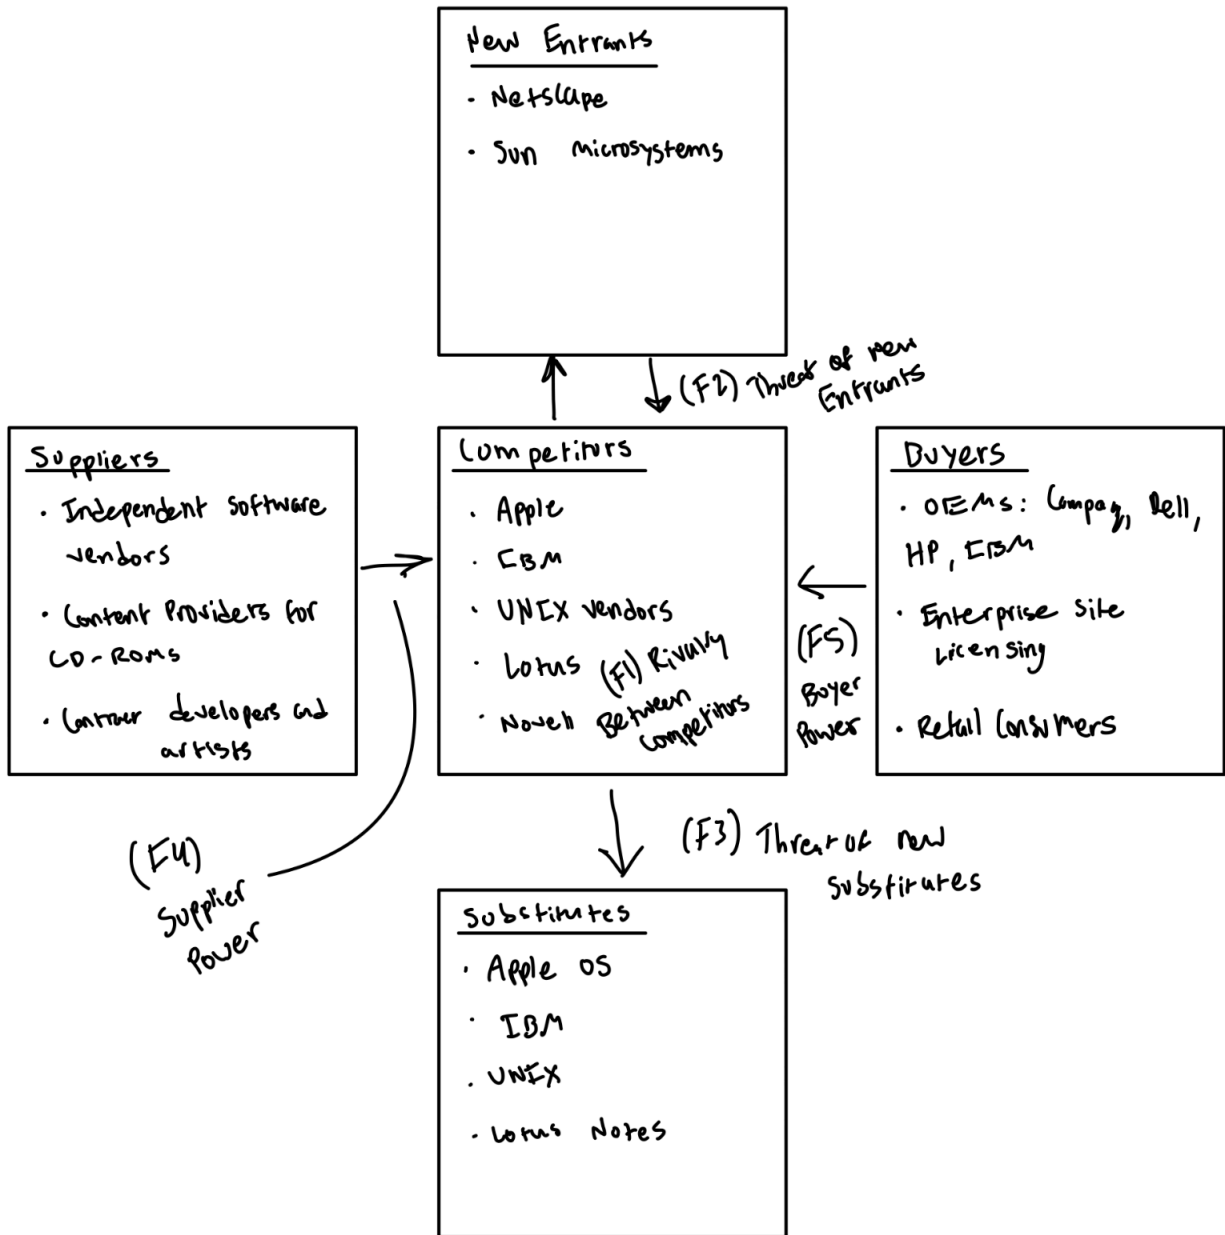 New Entrants
· Netscape
· Sun microsystems
(F2) Threat of new
Entrants
Suppliers
· Independent software
vendors
· Content Providers for
CD-ROMs
· Contract developers and
artists
Competitors
· Apple
· IBM
· UNIX vendors
· Lotus
· Novell
(F1) Rivalry
Between
Competitors
Buyers
· OEMs: Compaq, Dell,
HP, IBM
· Enterprise Site
Licensing
· Retail Consumers
(F5)
Buyer
Power
(F4)
Supplier
Power
(F3) Threat of new
Substitutes
Substitutes
· Apple OS
· IBM
· UNIX
· Lotus Notes